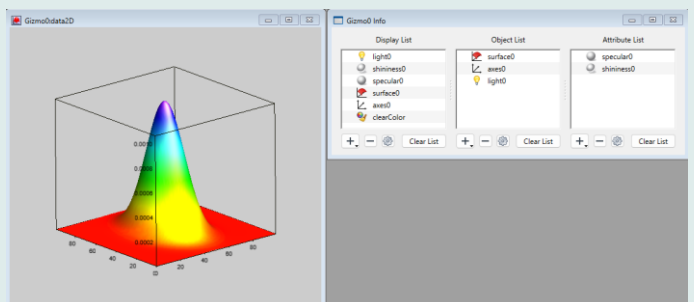 Gizmo0:data2D
0.0010
0.0008
0.0006
0.0004
0.0002
80
60
40
20
0
20
40
60
80
Gizmo0 Info
Display List
light0
shininess0
specular0
surface0
axes0
clearColor
Clear List
Object List
surface0
axes0
light0
Clear List
Attribute List
specular0
shininess0
Clear List